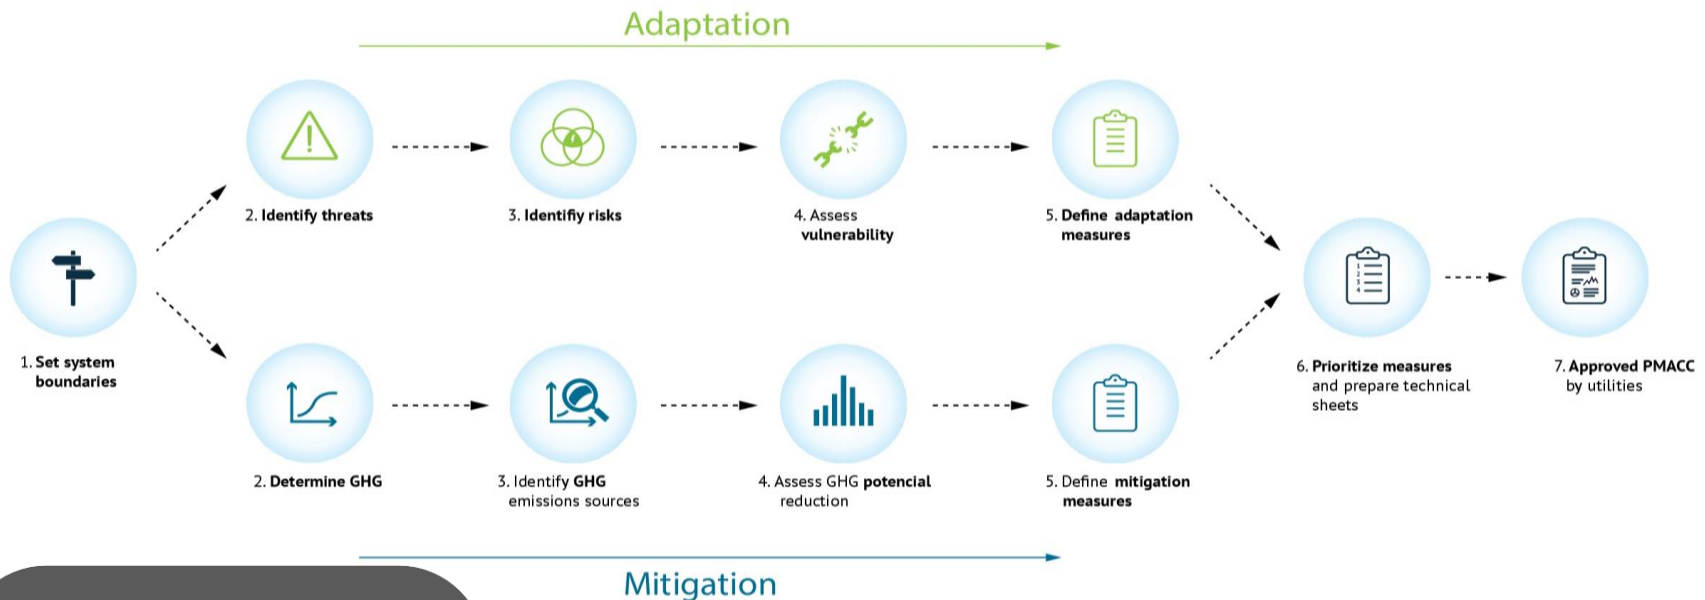 Adaptation
2. Identify threats
3. Identifiy risks
4. Assess
vulnerability
5. Define adaptation
measures
1. Set system
boundaries
6. Prioritize measures
and prepare technical
sheets
7. Approved PMACC
by utilities
2. Determine GHG
3. Identify GHG
emissions sources
4. Assess GHG potencial
reduction
5. Define mitigation
measures
Mitigation